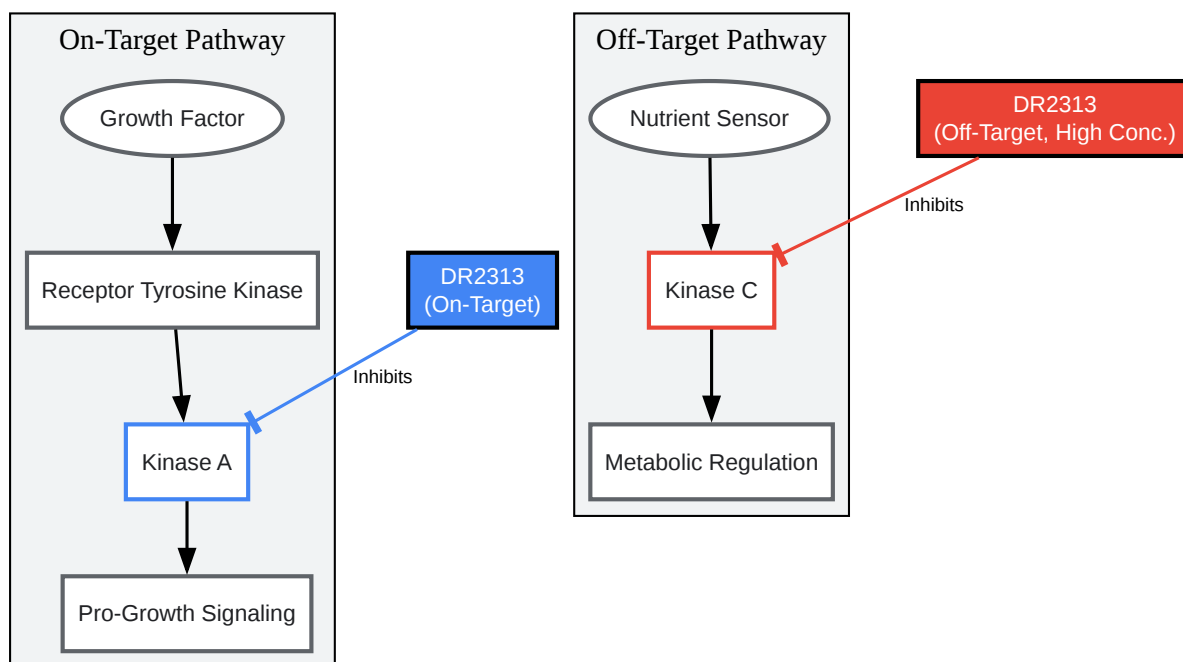 On-Target Pathway
Growth Factor
Receptor Tyrosine Kinase
Kinase A
Pro-Growth Signaling
DR2313
(On-Target)
Inhibits
Off-Target Pathway
Nutrient Sensor
Kinase C
Metabolic Regulation
DR2313
(Off-Target, High Conc.)
Inhibits